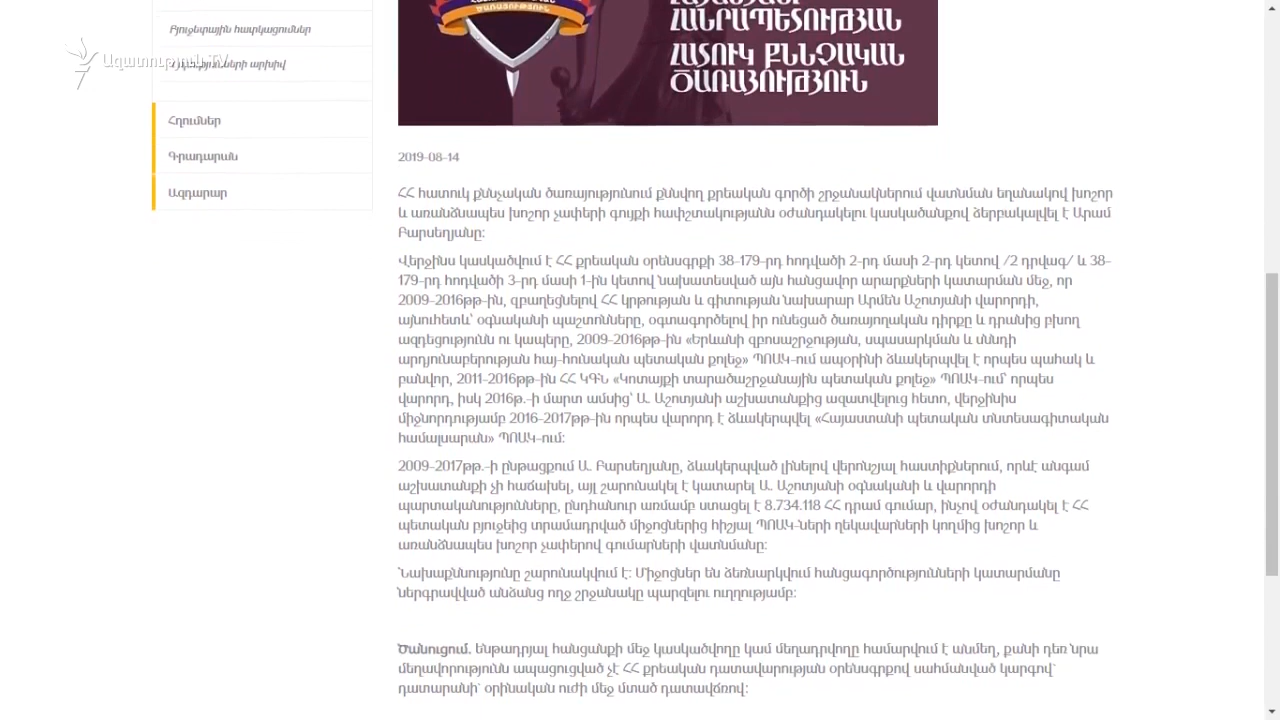 ԾԱՌԱՅՈՒԹՅՈՒՆ
ՀԱՆՐԱՊԵՏՈՒԹՅԱՆ
ՀԱՏՈՒԿ ՔՆՆՉԱԿԱՆ
ԾԱՌԱՅՈՒԹՅՈՒՆ
Բյուջետային հատկացումներ
Ազատություն TV
արխիվ
Հղումներ
Գրադարան
Ազդարար
2019-08-14
ՀՀ հատուկ քննչական ծառայությունում քննվող քրեական գործի շրջանակներում վատնման եղանակով խոշոր
և առանձնապես խոշոր չափերի գույքի հափշտակությանն օժանդակելու կասկածանքով ձերբակալվել է Արամ
Բարսեղյանը:
Վերջինս կասկածվում է ՀՀ քրեական օրենսգրքի 38-179-րդ հոդվածի 2-րդ մասի 2-րդ կետով /2 դրվագ/ և 38-
179-րդ հոդվածի 3-րդ մասի 1-ին կետով նախատեսված այն հանցավոր արարքների կատարման մեջ, որ
2009-2016թթ-ին, զբաղեցնելով ՀՀ կրթության և գիտության նախարար Արմեն Աշոտյանի վարորդի,
այնուհետև՝ օգնականի պաշտոնները, օգտագործելով իր ունեցած ծառայողական դիրքը և դրանից բխող
ազդեցությունն ու կապերը, 2009-2016թթ-ին «Երևանի զբոսաշրջության, սպասարկման և սննդի
արդյունաբերության հայ-հունական պետական քոլեջ» ՊՈԱԿ-ում ապօրինի ձևակերպվել է որպես պահակ և
բանվոր, 2011-2016թթ-ին ՀՀ ԿԳՆ «Կոտայքի տարածաշրջանային պետական քոլեջ» ՊՈԱԿ-ում՝ որպես
վարորդ, իսկ 2016թ.-ի մարտ ամսից՝ Ա. Աշոտյանի աշխատանքից ազատվելուց հետո, վերջինիս
միջնորդությամբ 2016-2017թթ-ին որպես վարորդ է ձևակերպվել «Հայաստանի պետական տնտեսագիտական
համալսարան» ՊՈԱԿ-ում:
2009-2017թթ.-ի ընթացքում Ա. Բարսեղյանը, ձևակերպված լինելով վերոնշյալ հաստիքներում, որևէ անգամ
աշխատանքի չի հաճախել, այլ շարունակել է կատարել Ա. Աշոտյանի օգնականի և վարորդի
պարտականությունները, ընդհանուր առմամբ ստացել է 8.734.118 ՀՀ դրամ գումար, ինչով օժանդակել է ՀՀ
պետական բյուջեից տրամադրված միջոցներից հիշյալ ՊՈԱԿ-ների ղեկավարների կողմից խոշոր և
առանձնապես խոշոր չափերով գումարների վատնմանը:
Նախաքննությունը շարունակվում է: Միջոցներ են ձեռնարկվում հանցագործությունների կատարմանը
ներգրավված անձանց ողջ շրջանակը պարզելու ուղղությամբ:
Ծանուցում. ենթադրյալ հանցանքի մեջ կասկածվողը կամ մեղադրվողը համարվում է անմեղ, քանի դեռ նրա
մեղավորությունն ապացուցված չէ ՀՀ քրեական դատավարության օրենսգրքով սահմանված կարգով՝
դատարանի՝ օրինական ուժի մեջ մտած դատավճռով: